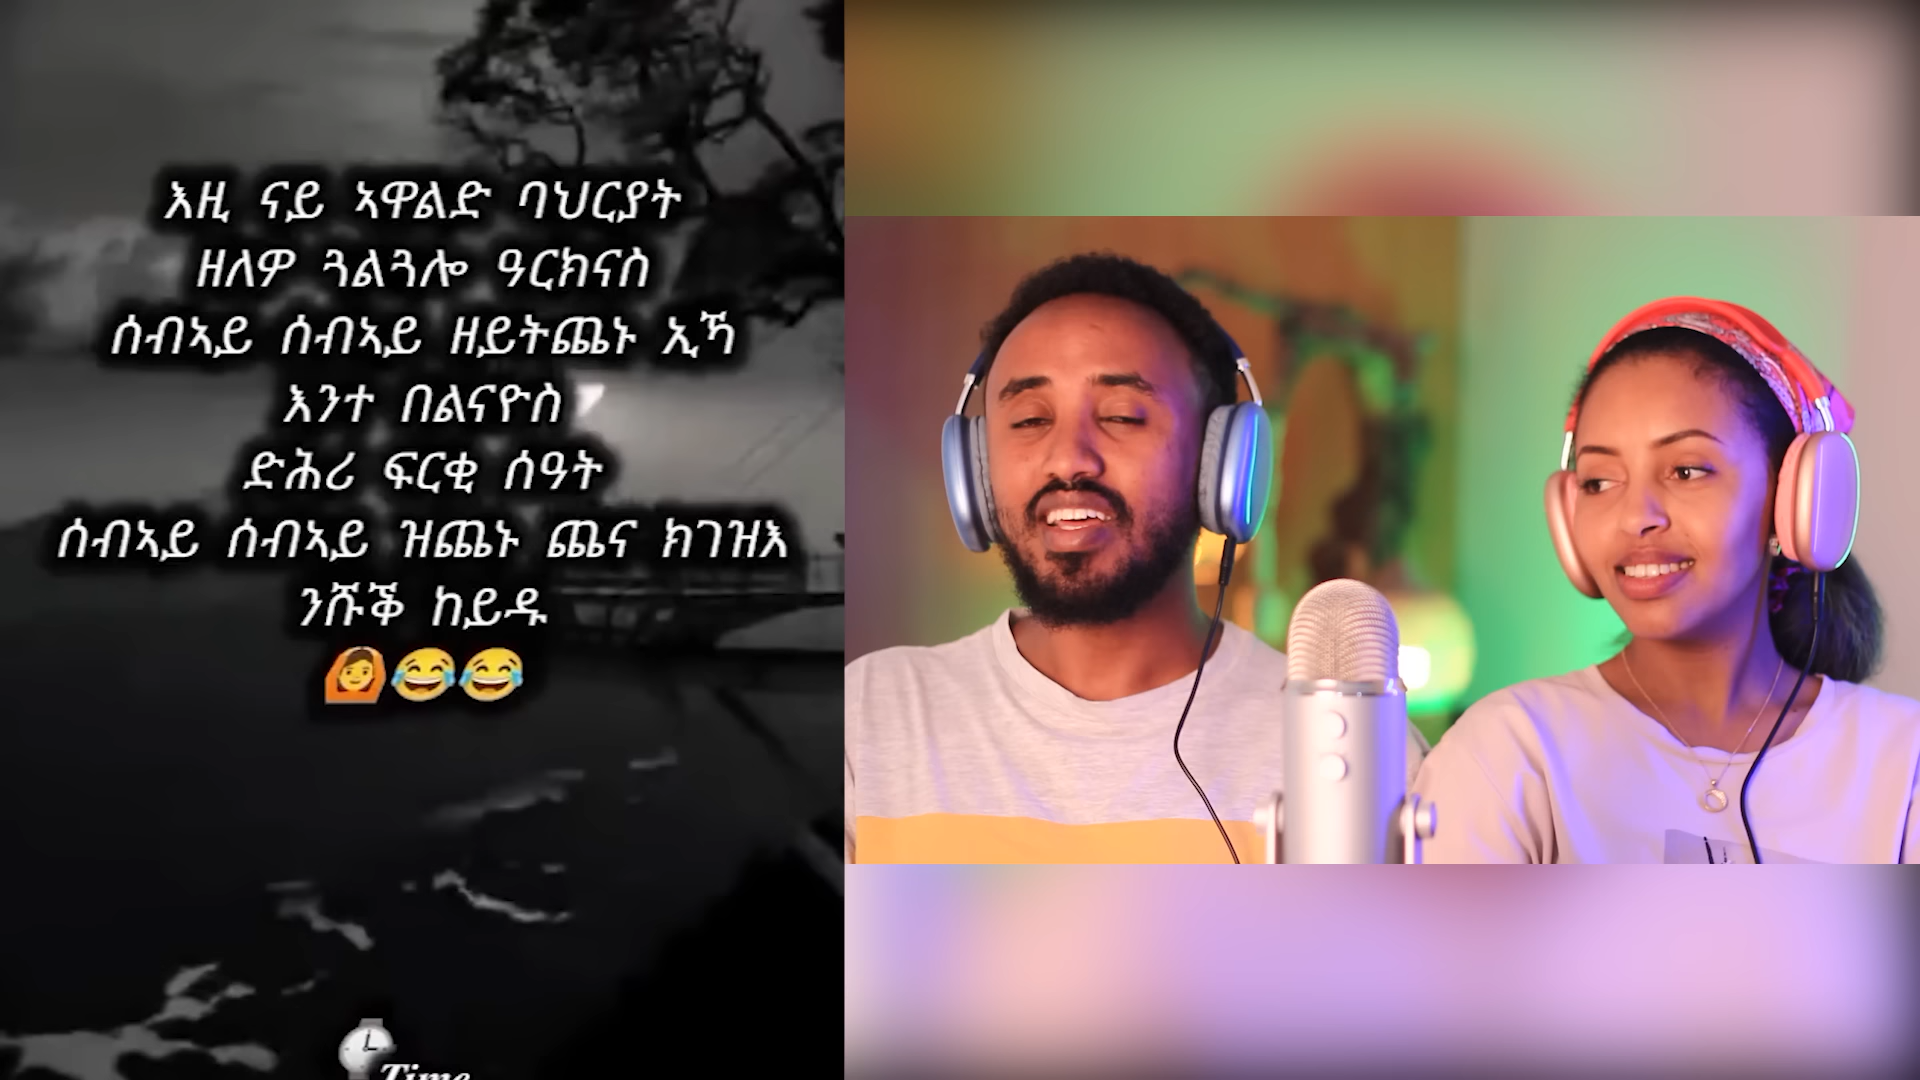 እዚ ናይ ኣዋልድ ባህርያት
ዘለዎ ጓልጓሎ ዓርክናስ
ሰብኣይ ሰብኣይ ዘይትጨኑ ኢኻ
እንተ በልናዮስ
ድሕሪ ፍርቂ ሰዓት
ሰብኣይ ሰብኣይ ዝጨኑ ጨና ክገዝእ
ንሹቕ ከይዱ
🙆😂😂
Time